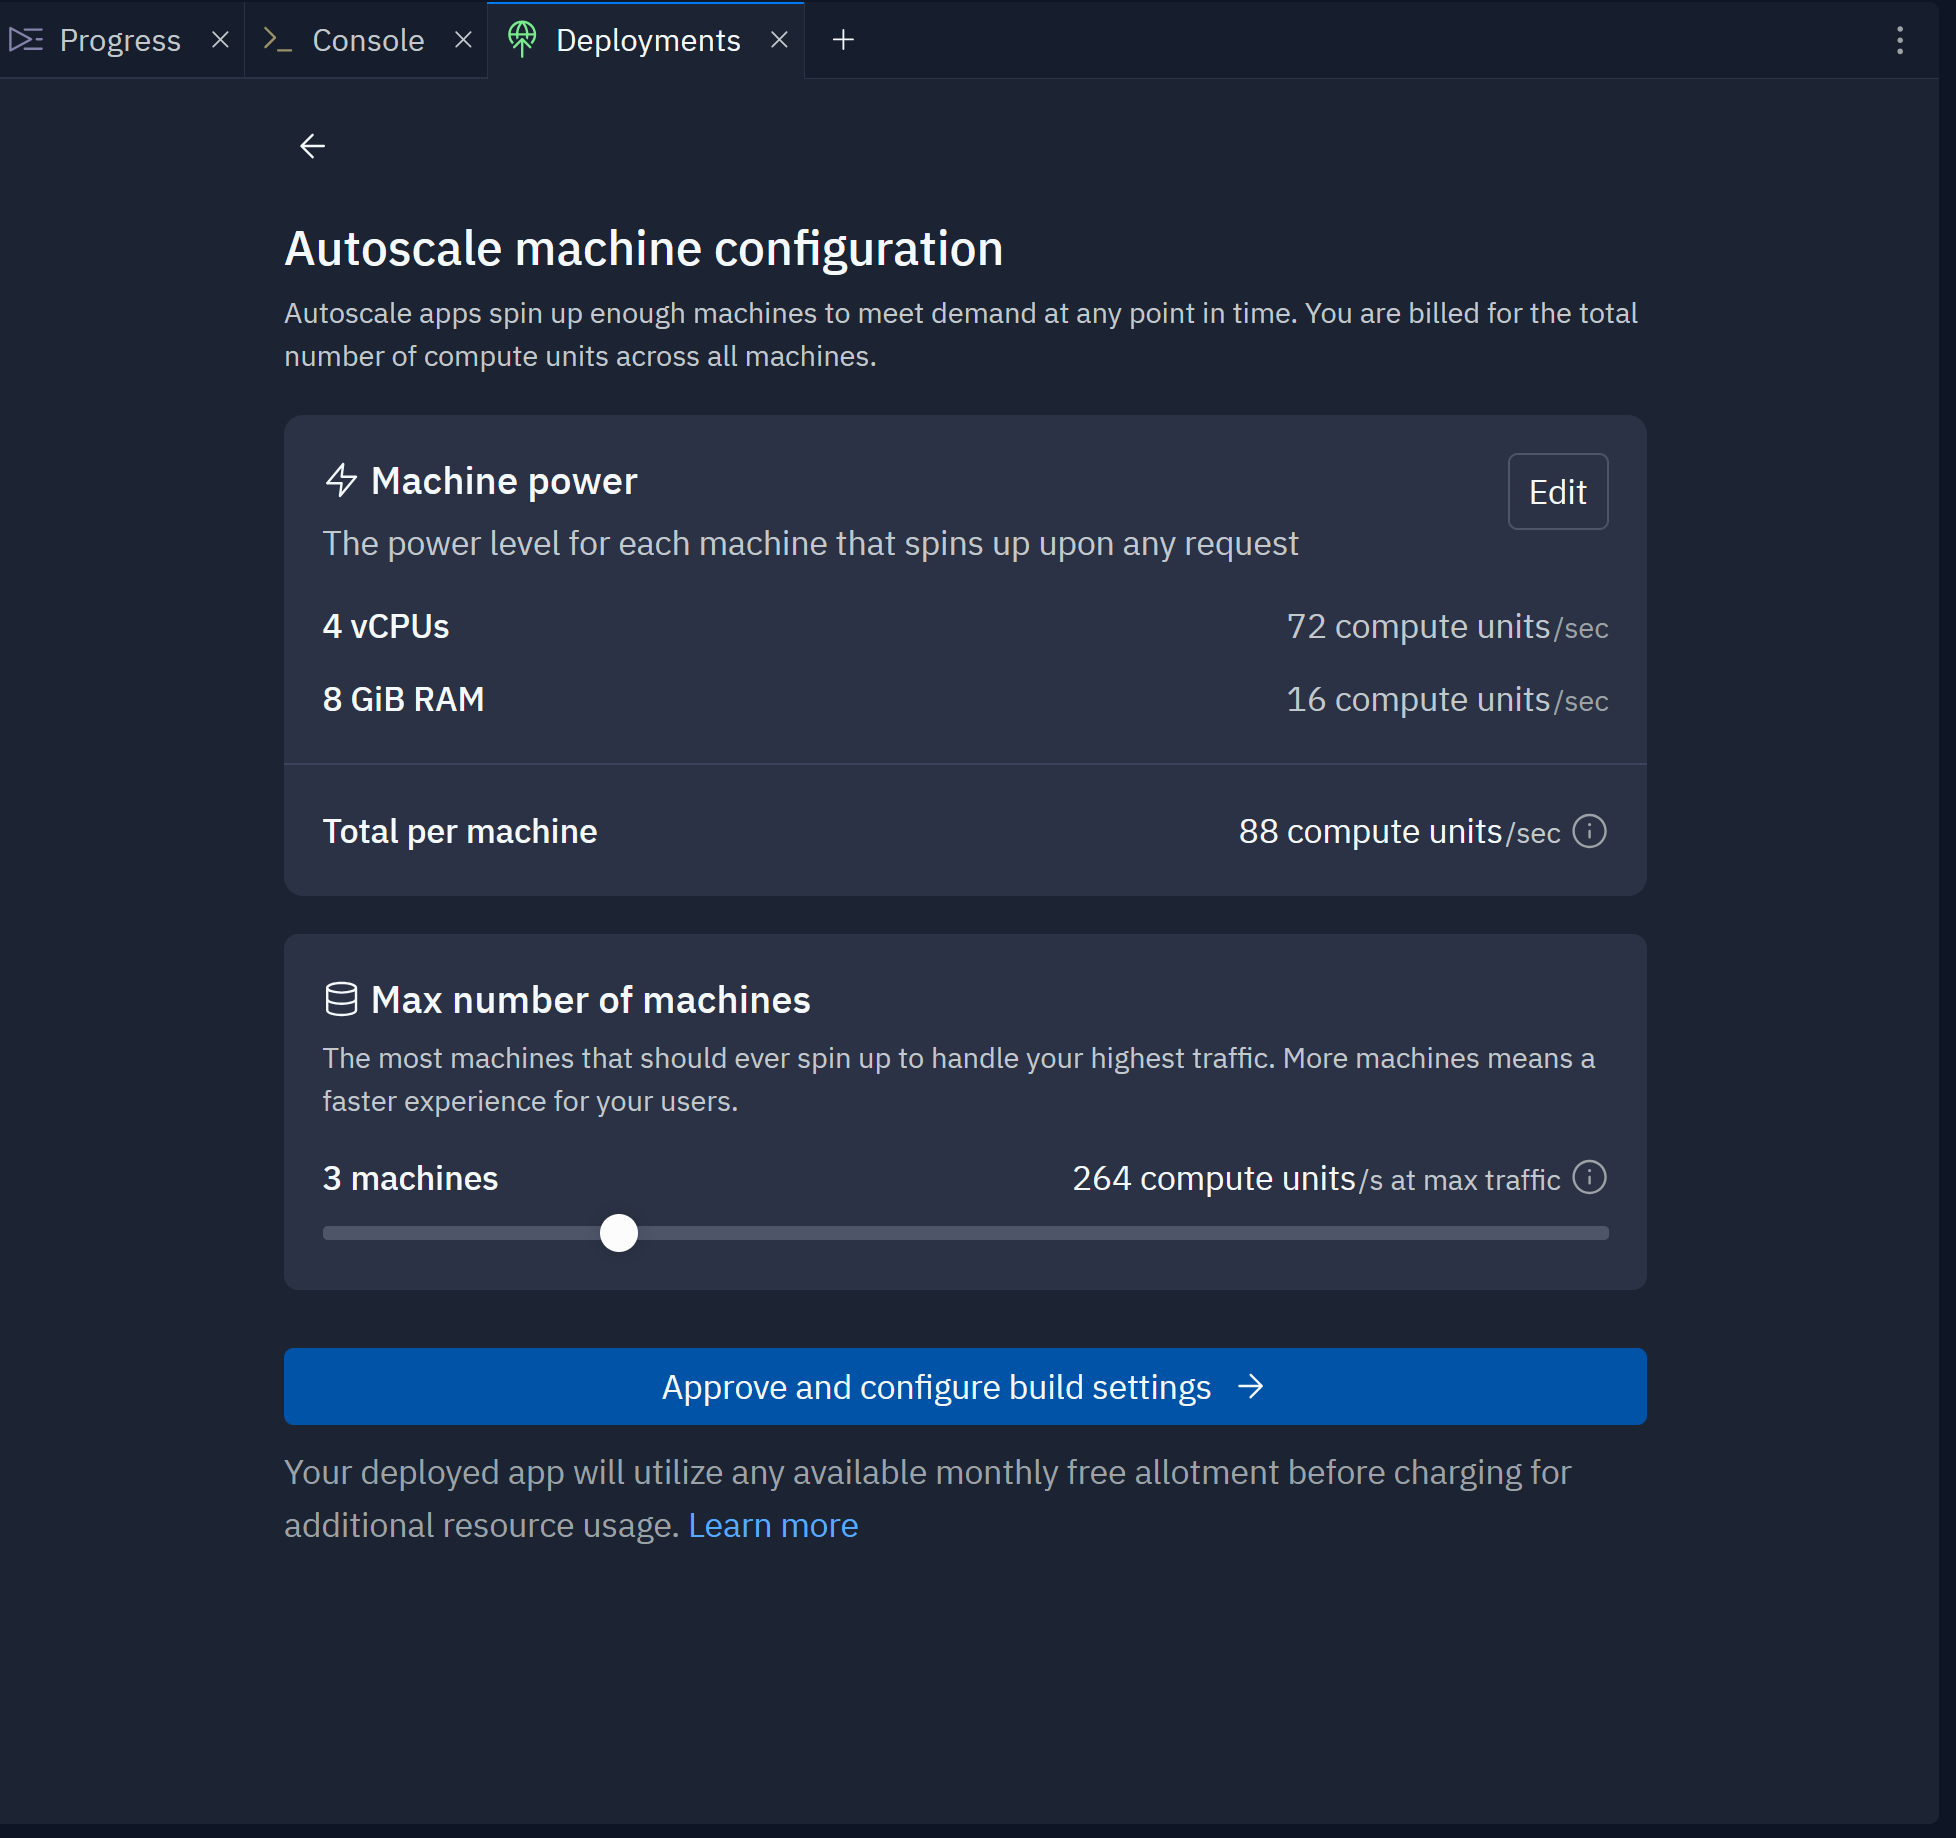 Progress
Console
Deployments
Autoscale machine configuration
Autoscale apps spin up enough machines to meet demand at any point in time. You are billed for the total
number of compute units across all machines.
Machine power
Edit
The power level for each machine that spins up upon any request
4 vCPUs
72 compute units/sec
8 GiB RAM
16 compute units/sec
Total per machine
88 compute units/sec
Max number of machines
The most machines that should ever spin up to handle your highest traffic. More machines means a
faster experience for your users.
3 machines
264 compute units/s at max traffic
Approve and configure build settings
Your deployed app will utilize any available monthly free allotment before charging for
additional resource usage. Learn more